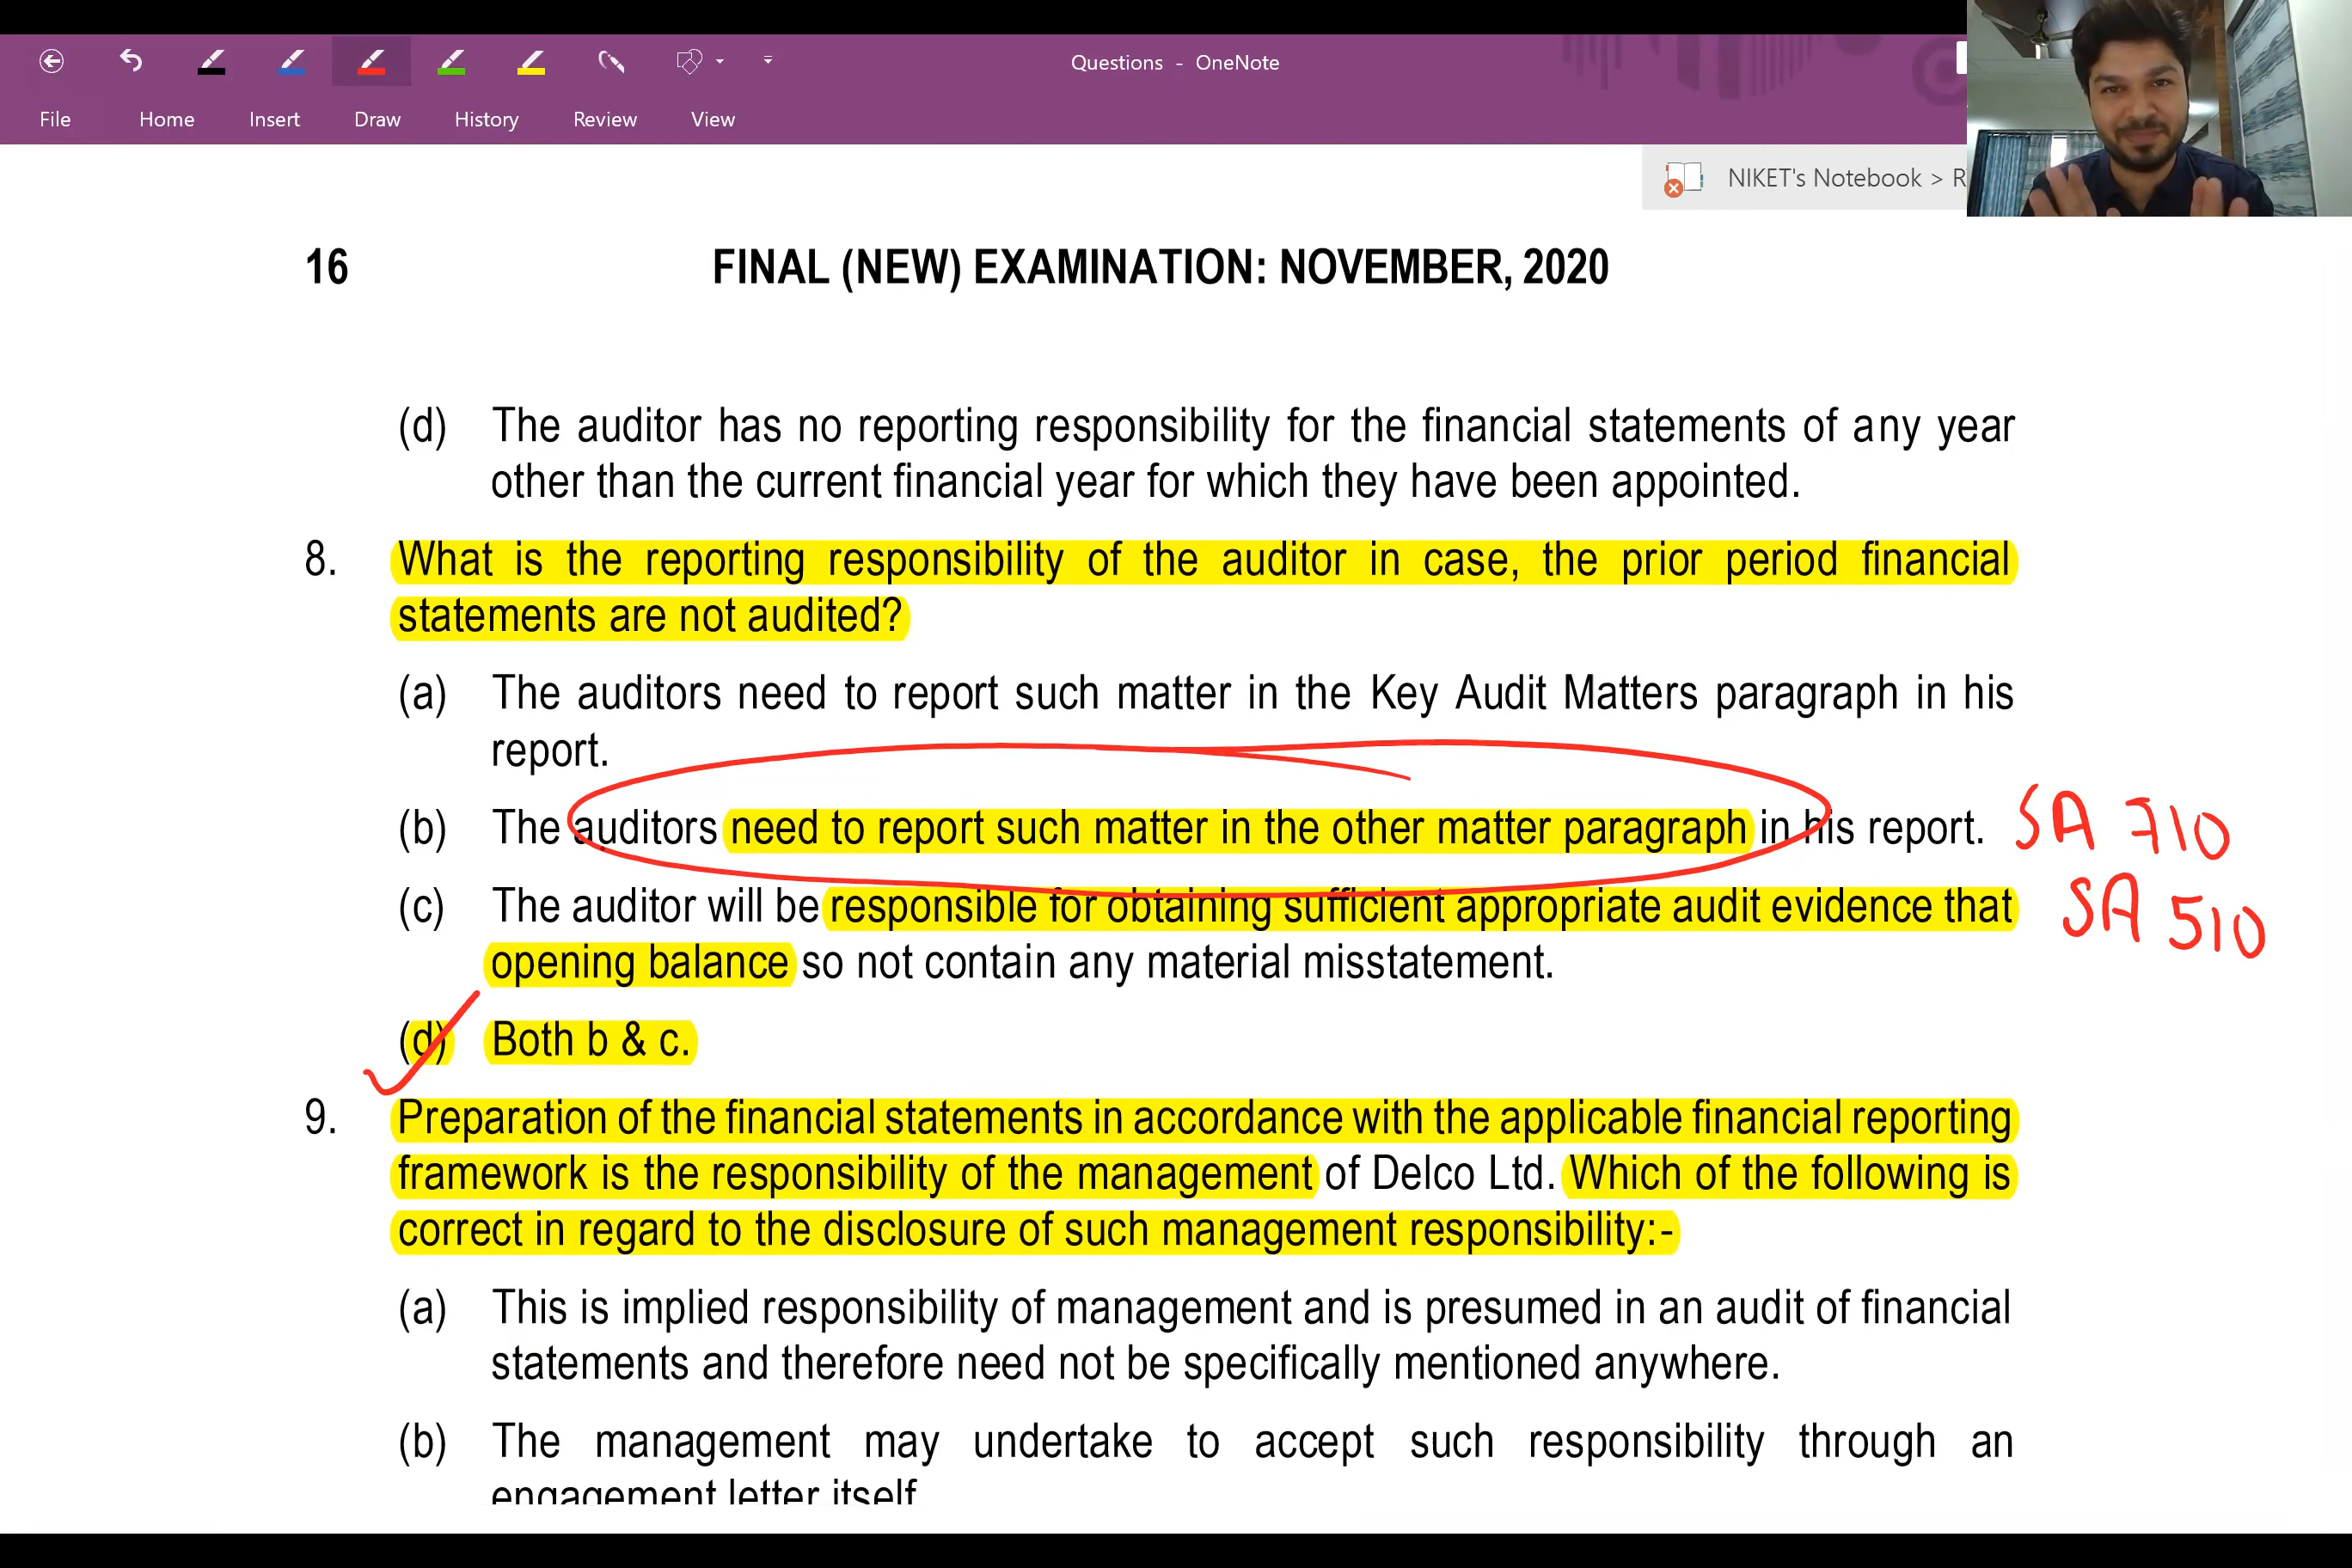 Questions - OneNote
File Home Insert Draw History Review View
NIKET's Notebook > R
16 FINAL (NEW) EXAMINATION: NOVEMBER, 2020
(d) The auditor has no reporting responsibility for the financial statements of any year
other than the current financial year for which they have been appointed.
8. What is the reporting responsibility of the auditor in case, the prior period financial
statements are not audited?
(a) The auditors need to report such matter in the Key Audit Matters paragraph in his
report.
(b) The auditors need to report such matter in the other matter paragraph in his report. SA 710
(c) The auditor will be responsible for obtaining sufficient appropriate audit evidence that SA 510
opening balance so not contain any material misstatement.
(d) Both b & c.
9. Preparation of the financial statements in accordance with the applicable financial reporting
framework is the responsibility of the management of Delco Ltd. Which of the following is
correct in regard to the disclosure of such management responsibility:-
(a) This is implied responsibility of management and is presumed in an audit of financial
statements and therefore need not be specifically mentioned anywhere.
(b) The management may undertake to accept such responsibility through an
engagement letter itself